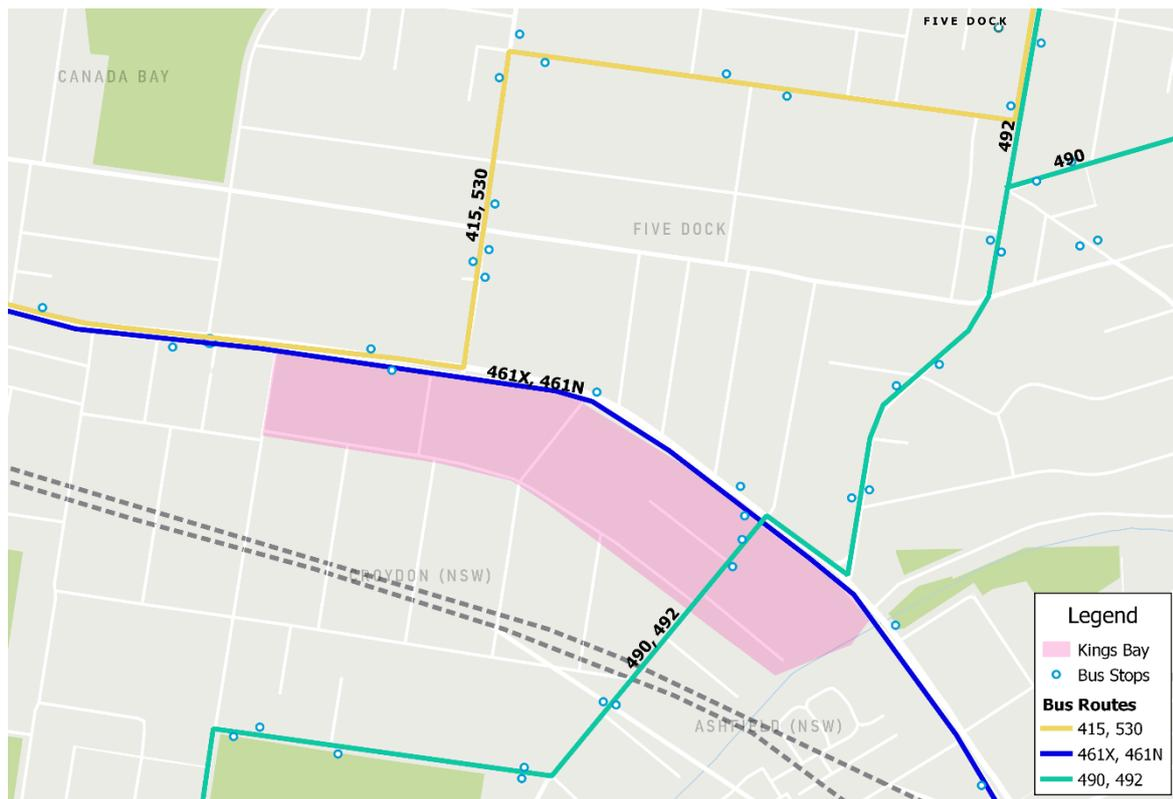 FIVE DOCK
CANADA BAY
492
490
415, 530
FIVE DOCK
461X, 461N
CROYDON (NSW)
490, 492
ASHFIELD (NSW)
Legend
Kings Bay
Bus Stops
Bus Routes
415, 530
461X, 461N
490, 492